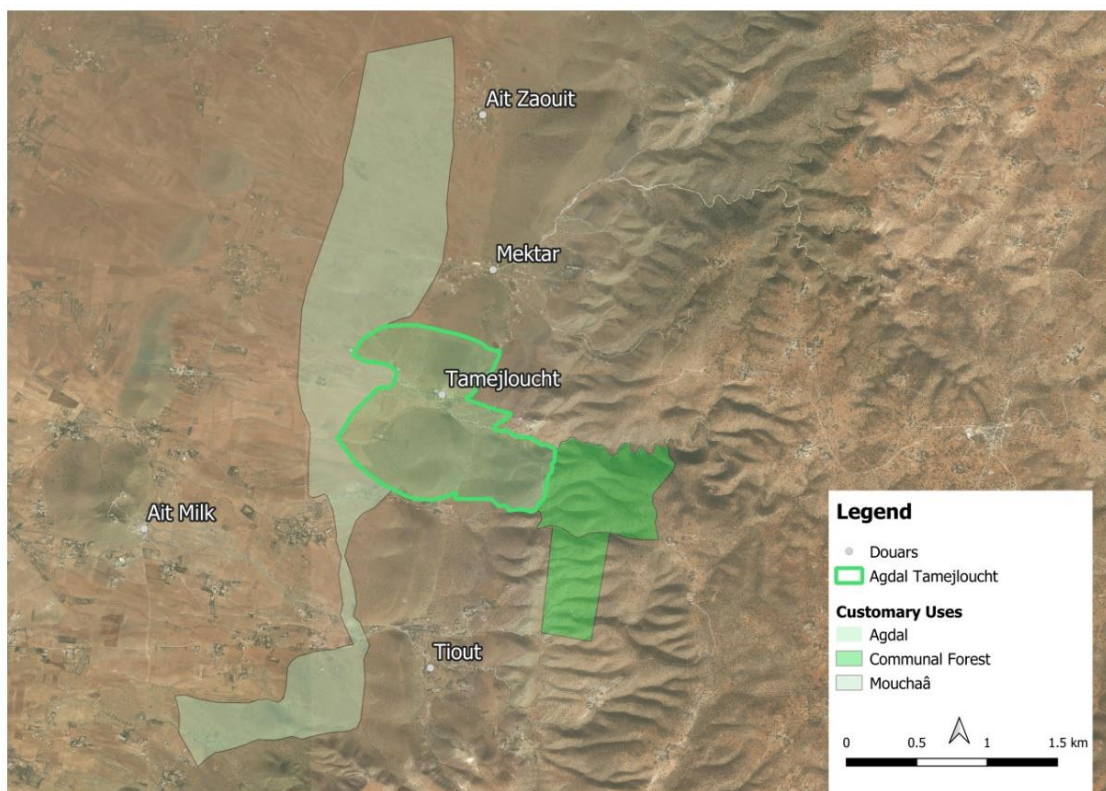 Ait Zaouit
Mektar
Tamejloucht
Ait Milk
Tiout
Legend
Douars
Agdal Tamejloucht
Customary Uses
Agdal
Communal Forest
Mouchaâ
0 0.5 1 1.5 km